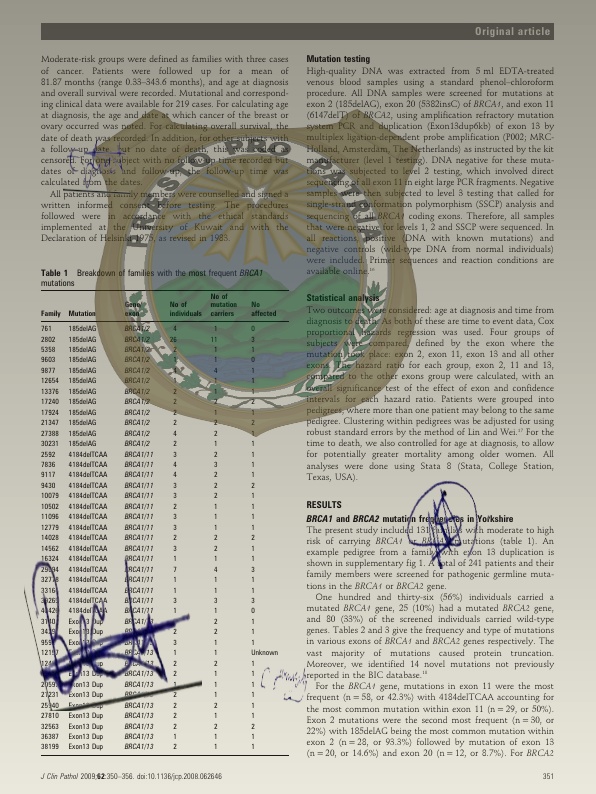 Original article
Moderate-risk groups were defined as families with three cases
of cancer. Patients were followed up for a mean of
81.87 months (range 0.33–343.6 months), and age at diagnosis
and overall survival were recorded. Mutational and correspond-
ing clinical data were available for 219 cases. For calculating age
at diagnosis, the age and date at which cancer of the breast or
ovary occurred was noted. For calculating overall survival, the
date of death was recorded. In addition, for other subjects with
a follow-up date, but no date of death, this was coded as
censored. For one subject with no follow-up time recorded but
dates of diagnosis and follow-up, the follow-up time was
calculated from the dates.
All patients and family members were counselled and signed a
written informed consent before testing. The procedures
followed were in accordance with the ethical standards
implemented at the University of Kuwait and with the
Declaration of Helsinki 1975, as revised in 1983.
Table 1 Breakdown of families with the most frequent BRCA1
mutations
Family Mutation Gene/exon No of individuals No of mutation carriers No affected
761 185delAG BRCA1/2 4 1 0
2802 185delAG BRCA1/2 26 11 3
5358 185delAG BRCA1/2 1 1
9603 185delAG BRCA1/2 1 0
9877 185delAG BRCA1/2 4 1
12654 185delAG BRCA1/2 1 1
13376 185delAG BRCA1/2 2 1
17240 185delAG BRCA1/2 2 2
17924 185delAG BRCA1/2 2 1 1
21347 185delAG BRCA1/2 2 2 2
27388 185delAG BRCA1/2 4 2 1
30231 185delAG BRCA1/2 2 1 1
2592 4184delTCAA BRCA1/11 3 2 1
7836 4184delTCAA BRCA1/11 4 3 1
9117 4184delTCAA BRCA1/11 4 2 1
9430 4184delTCAA BRCA1/11 3 2 2
10079 4184delTCAA BRCA1/11 3 2 1
10502 4184delTCAA BRCA1/11 2 1 1
11096 4184delTCAA BRCA1/11 3 1 1
12779 4184delTCAA BRCA1/11 3 1 1
14028 4184delTCAA BRCA1/11 2 2 2
14562 4184delTCAA BRCA1/11 3 2 1
16324 4184delTCAA BRCA1/11 1 1 1
4184delTCAA BRCA1/11 7 4 3
4184delTCAA BRCA1/11 1 1 1
4184delTCAA BRCA1/11 1 1 1
4184delTCAA BRCA1/11 3 3 3
BRCA1/11 1 1 0
Dup 2 2 1
Dup 2 2 1
1 1
BRCA1/13 1 1 Unknown
2 2 1
Exon13 Dup BRCA1/13 2 1
Exon13 Dup BRCA1/13 2 1 1
27231 Exon13 Dup BRCA1/13 2 1 1
Exon13 Dup BRCA1/13 2 2 1
27810 Exon13 Dup BRCA1/13 2 1 1
32563 Exon13 Dup BRCA1/13 2 2 2
36387 Exon13 Dup BRCA1/13 1 1 1
38199 Exon13 Dup BRCA1/13 2 1 1
Mutation testing
High-quality DNA was extracted from 5 ml EDTA-treated
venous blood samples using a standard phenol–chloroform
procedure. All DNA samples were screened for mutations at
exon 2 (185delAG), exon 20 (5382insC) of BRCA1, and exon 11
(6147delT) of BRCA2, using amplification refractory mutation
system PCR and duplication (Exon13dup6kb) of exon 13 by
multiplex ligation-dependent probe amplification (P002; MRC-
Holland, Amsterdam, The Netherlands) as instructed by the kit
manufacturer (level 1 testing). DNA negative for these muta-
tions was subjected to level 2 testing, which involved direct
sequencing of all exon 11 in eight large PCR fragments. Negative
samples were then subjected to level 3 testing that called for
single-strand conformation polymorphism (SSCP) analysis and
sequencing of all BRCA1 coding exons. Therefore, all samples
that were negative for levels 1, 2 and SSCP were sequenced. In
all reactions positive (DNA with known mutations) and
negative controls (wild-type DNA from normal individuals)
were included. Primer sequences and reaction conditions are
available online.16
Statistical analysis
Two outcomes were considered: age at diagnosis and time from
diagnosis to death. As both of these are time to event data, Cox
proportional hazards regression was used. Four groups of
subjects were compared, defined by the exon where the
mutation took place: exon 2, exon 11, exon 13 and all other
exons. The hazard ratio for each group, exon 2, 11 and 13,
compared to the other exons group were calculated, with an
overall significance test of the effect of exon and confidence
intervals for each hazard ratio. Patients were grouped into
pedigrees, where more than one patient may belong to the same
pedigree. Clustering within pedigrees was adjusted for using
robust standard errors by the method of Lin and Wei.17 For the
time to death, we also controlled for age at diagnosis, to allow
for potentially greater mortality among older women. All
analyses were done using Stata 8 (Stata, College Station,
Texas, USA).
RESULTS
BRCA1 and BRCA2 mutation frequencies in Yorkshire
The present study included 131 families with moderate to high
risk of carrying BRCA1 or BRCA2 mutations (table 1). An
example pedigree from a family with exon 13 duplication is
shown in supplementary fig 1. A total of 241 patients and their
family members were screened for pathogenic germline muta-
tions in the BRCA1 or BRCA2 gene.
One hundred and thirty-six (56%) individuals carried a
mutated BRCA1 gene, 25 (10%) had a mutated BRCA2 gene,
and 80 (33%) of the screened individuals carried wild-type
genes. Tables 2 and 3 give the frequency and type of mutations
in various exons of BRCA1 and BRCA2 genes respectively. The
vast majority of mutations caused protein truncation.
Moreover, we identified 14 novel mutations not previously
reported in the BIC database.18
For the BRCA1 gene, mutations in exon 11 were the most
frequent (n = 58, or 42.3%) with 4184delTCAA accounting for
the most common mutation within exon 11 (n = 29, or 50%).
Exon 2 mutations were the second most frequent (n = 30, or
22%) with 185delAG being the most common mutation within
exon 2 (n = 28, or 93.3%) followed by mutation of exon 13
(n = 20, or 14.6%) and exon 20 (n = 12, or 8.7%). For BRCA2
J Clin Pathol 2009;62:350–356. doi:10.1136/jcp.2008.062646
351